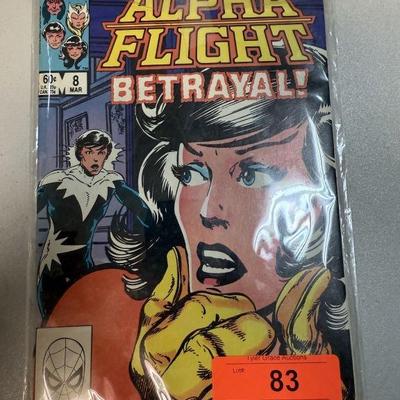 ALPHA
FLIGHT
BETRAYAL!
60¢
8
MAR
Tyler Grace Auctions
Lot#:
83